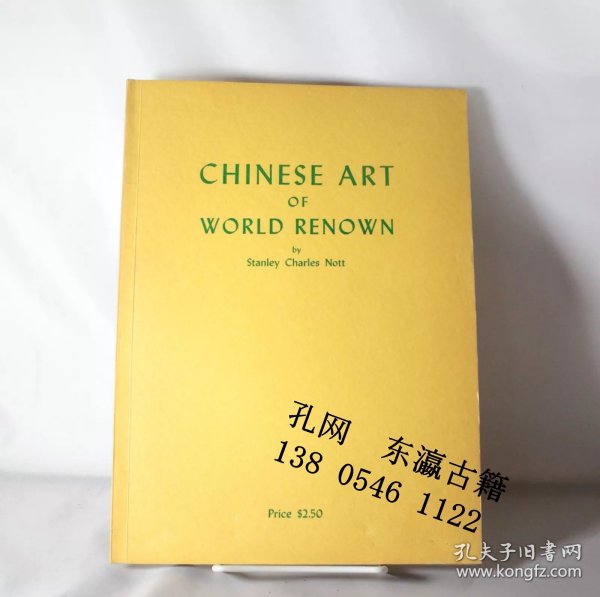 CHINESE ART
OF
WORLD RENOWN
by
Stanley Charles Nott
孔网 东瀛古籍
138 0546 1122
Price $2.50
孔夫子旧书网
www.kongfz.com